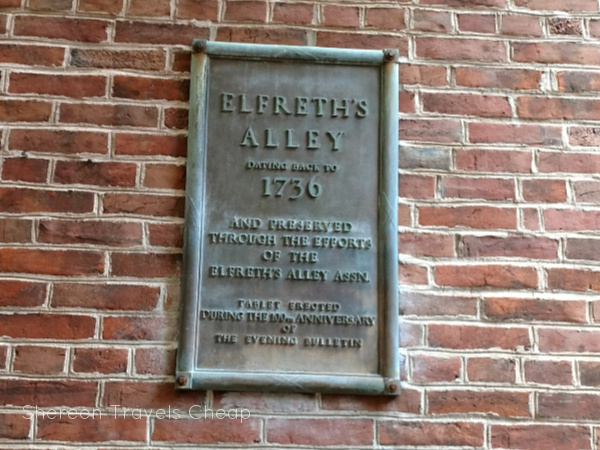 ELFRETH'S
ALLEY
DATING BACK TO
1736
AND PRESERVED
THROUGH THE EFFORTS
OF THE
ELFRETH'S ALLEY ASSN.
TABLET ERECTED
DURING THE 100TH ANNIVERSARY
OF
THE EVENING BULLETIN
Shereen Travels Cheap